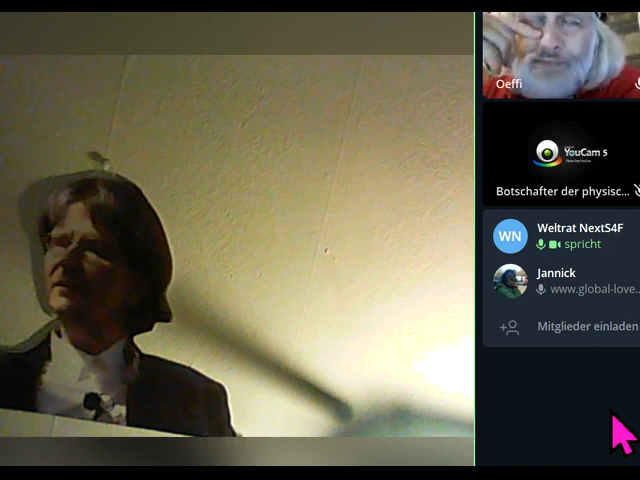 Oeffi
YouCam 5
Botschafter der physisc...
WN
Weltrat NextS4F
spricht
Jannick
www.global-love...
Mitglieder einladen